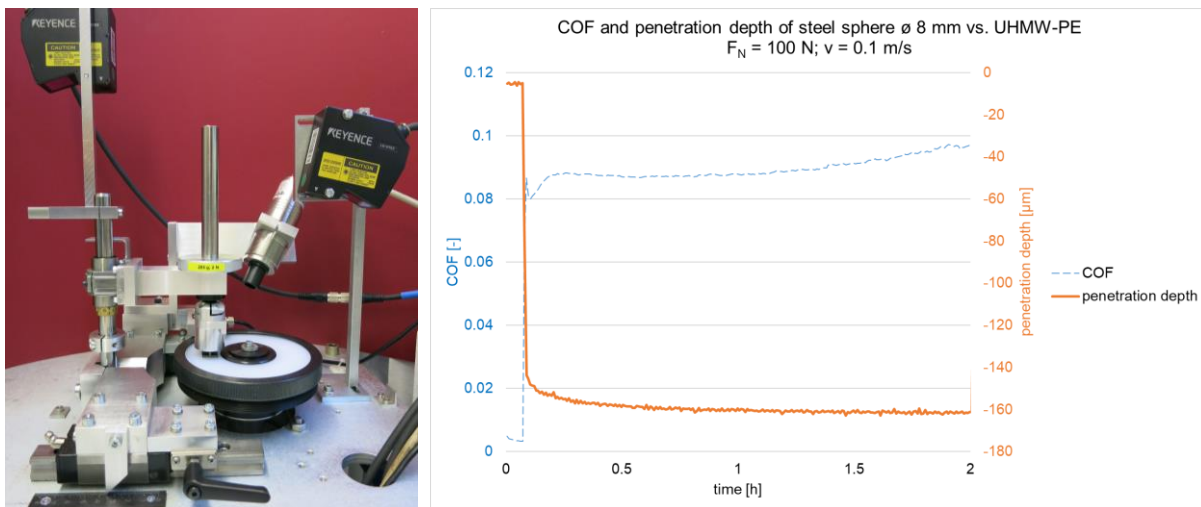 KEYENCE
CAUTION
KEYENCE
CAUTION
COF and penetration depth of steel sphere ø 8 mm vs. UHMW-PE
F_N = 100 N; v = 0.1 m/s
0.12
0.1
0.08
0.06
0.04
0.02
0
COF [-]
0
-20
-40
-60
-80
-100
-120
-140
-160
-180
penetration depth [µm]
0
0.5
1
1.5
2
time [h]
COF
penetration depth